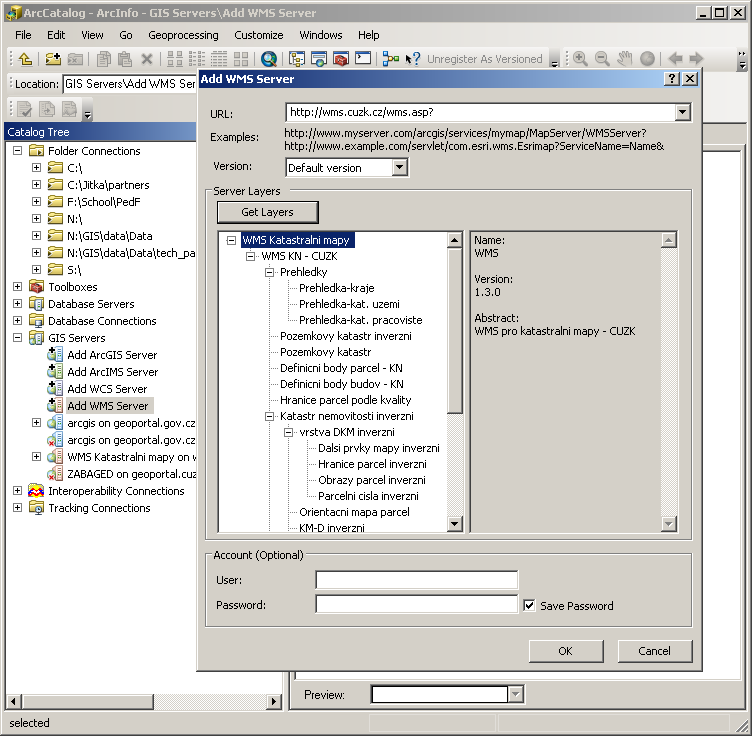 ArcCatalog - ArcInfo - GIS Servers\Add WMS Server
File Edit View Go Geoprocessing Customize Windows Help
Unregister As Versioned
Location: GIS Servers\Add WMS Ser
Catalog Tree
Folder Connections
C:\
C:\Jitka\partners
F:\School\PedF
N:\
N:\GIS\data\Data
N:\GIS\data\Data\tech_pa
S:\
Toolboxes
Database Servers
Database Connections
GIS Servers
Add ArcGIS Server
Add ArcIMS Server
Add WCS Server
Add WMS Server
arcgis on geoportal.gov.cz
arcgis on geoportal.gov.cz
WMS Katastralni mapy on w
ZABAGED on geoportal.cuz
Interoperability Connections
Tracking Connections
Add WMS Server
URL: http://wms.cuzk.cz/wms.asp?
Examples: http://www.myserver.com/arcgis/services/mymap/MapServer/WMSServer?
http://www.example.com/servlet/com.esri.wms.Esrimap?ServiceName=Name&
Version: Default version
Server Layers
Get Layers
WMS Katastralni mapy
WMS KN - CUZK
Prehledky
Prehledka-kraje
Prehledka-kat. uzemi
Prehledka-kat. pracoviste
Pozemkovy katastr inverzni
Pozemkovy katastr
Definicni body parcel - KN
Definicni body budov - KN
Hranice parcel podle kvality
Katastr nemovitosti inverzni
vrstva DKM inverzni
Dalsi prvky mapy inverzni
Hranice parcel inverzni
Obrazy parcel inverzni
Parcelni cisla inverzni
Orientacni mapa parcel
KM-D inverzni
Name:
WMS
Version:
1.3.0
Abstract:
WMS pro katastralni mapy - CUZK
Account (Optional)
User:
Password:
Save Password
OK Cancel
Preview:
selected